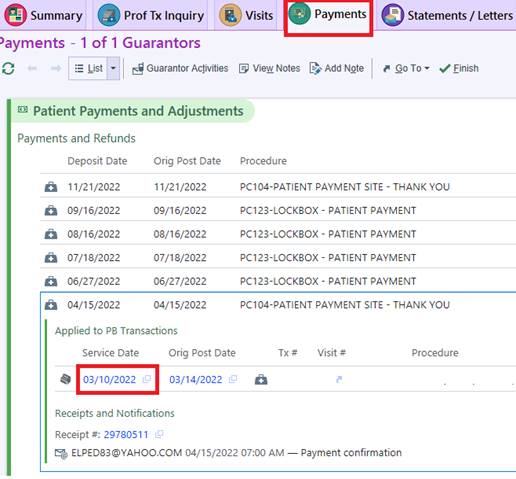 Summary Prof Tx Inquiry Visits Payments Statements / Letters
Payments - 1 of 1 Guarantors
List Guarantor Activities View Notes Add Note Go To Finish
Patient Payments and Adjustments
Payments and Refunds
Deposit Date Orig Post Date Procedure
11/21/2022 11/21/2022 PC104-PATIENT PAYMENT SITE - THANK YOU
09/16/2022 09/16/2022 PC123-LOCKBOX - PATIENT PAYMENT
08/16/2022 08/16/2022 PC123-LOCKBOX - PATIENT PAYMENT
07/18/2022 07/18/2022 PC123-LOCKBOX - PATIENT PAYMENT
06/27/2022 06/27/2022 PC123-LOCKBOX - PATIENT PAYMENT
04/15/2022 04/15/2022 PC104-PATIENT PAYMENT SITE - THANK YOU
Applied to PB Transactions
Service Date Orig Post Date Tx # Visit # Procedure
03/10/2022 03/14/2022
Receipts and Notifications
Receipt #: 29780511
ELPED83@YAHOO.COM 04/15/2022 07:00 AM — Payment confirmation